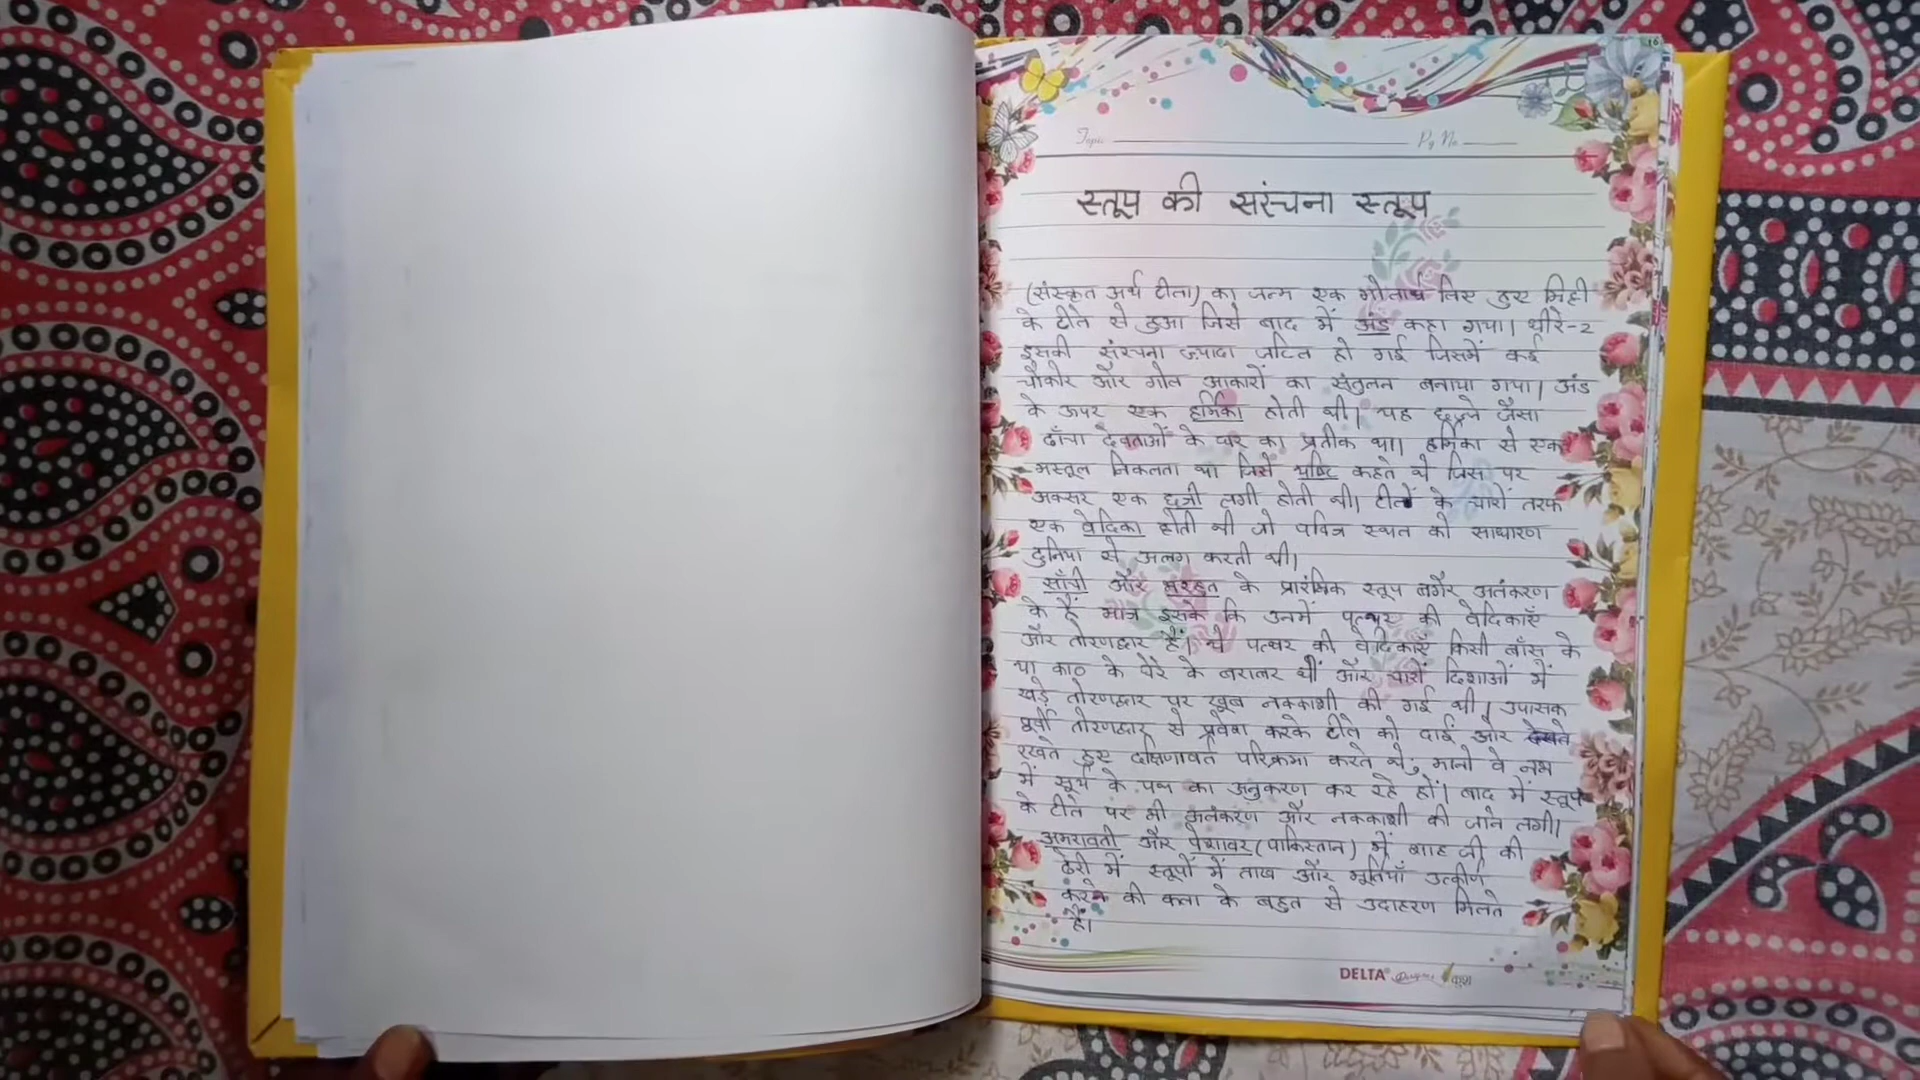 16
Topic Pg No
स्तूप की संरचना स्तूप
(संस्कृत अर्थ टीला) का जन्म एक गोलार्ध लिए हुए मिट्टी
के टीले से हुआ जिसे बाद में अंड कहा गया। धीरे-2
इसकी संरचना ज्यादा जटिल हो गई जिसमें कई
चौकोर और गोल आकारों का संतुलन बनाया गया। अंड
के ऊपर एक हर्मिका होती थी। यह छज्जे जैसा
ढाँचा देवताओं के घर का प्रतीक था। हर्मिका से एक
मस्तूल निकलता था जिसे यष्टि कहते थे जिस पर
अक्सर एक छत्री लगी होती थी। टीले के चारों तरफ
एक वेदिका होती थी जो पवित्र स्थल को साधारण
दुनिया से अलग करती थी।
साँची और भरहुत के प्रारंभिक स्तूप बगैर अलंकरण
के हैं मात्र इसके कि उनमें पत्थर की वेदिकाएँ
और तोरणद्वार हैं। ये पत्थर की वेदिकाएँ किसी बाँस के
या काठ के घेरे के बराबर थीं और चारों दिशाओं में
खड़े तोरणद्वार पर खूब नक्काशी की गई थी। उपासक
पूर्वी तोरणद्वार से प्रवेश करके टीले को दाईं ओर देखते
रखते हुए दक्षिणावर्त परिक्रमा करते थे; मानो वे नभ
में सूर्य के पथ का अनुकरण कर रहे हों। बाद में स्तूप
के टीले पर भी अलंकरण और नक्काशी की जाने लगी।
अमरावती और पेशावर (पाकिस्तान) में शाह जी की
ढेरी में स्तूपों में ताख और मूर्तियाँ उत्कीर्ण
करने की कला के बहुत से उदाहरण मिलते
हैं।
DELTA